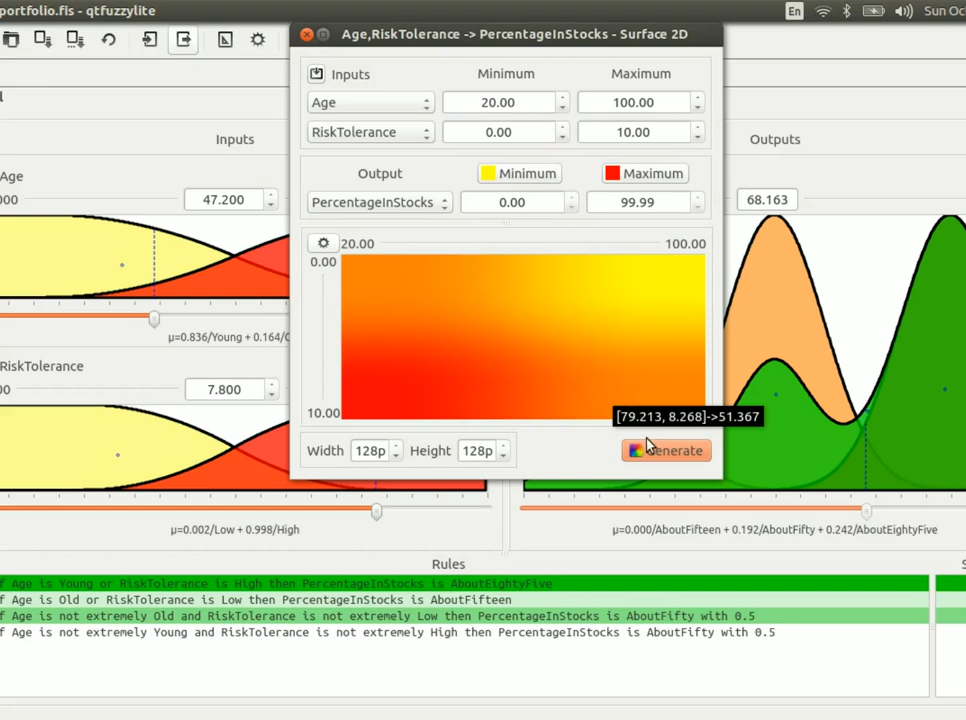 portfolio.fis - qtfuzzylite
En
Sun Oc
Age,RiskTolerance -> PercentageInStocks - Surface 2D
Inputs Minimum Maximum
Age 20.00 100.00
RiskTolerance 0.00 10.00
Output Minimum Maximum
PercentageInStocks 0.00 99.99
20.00 100.00
0.00
10.00
[79.213, 8.268]->51.367
Width 128p Height 128p Generate
Inputs
Age
000 47.200
μ=0.836/Young + 0.164/O
RiskTolerance
00 7.800
μ=0.002/Low + 0.998/High
Outputs
68.163
μ=0.000/AboutFifteen + 0.192/AboutFifty + 0.242/AboutEightyFive
Rules
f Age is Young or RiskTolerance is High then PercentageInStocks is AboutEightyFive
f Age is Old or RiskTolerance is Low then PercentageInStocks is AboutFifteen
f Age is not extremely Old and RiskTolerance is not extremely Low then PercentageInStocks is AboutFifty with 0.5
f Age is not extremely Young and RiskTolerance is not extremely High then PercentageInStocks is AboutFifty with 0.5